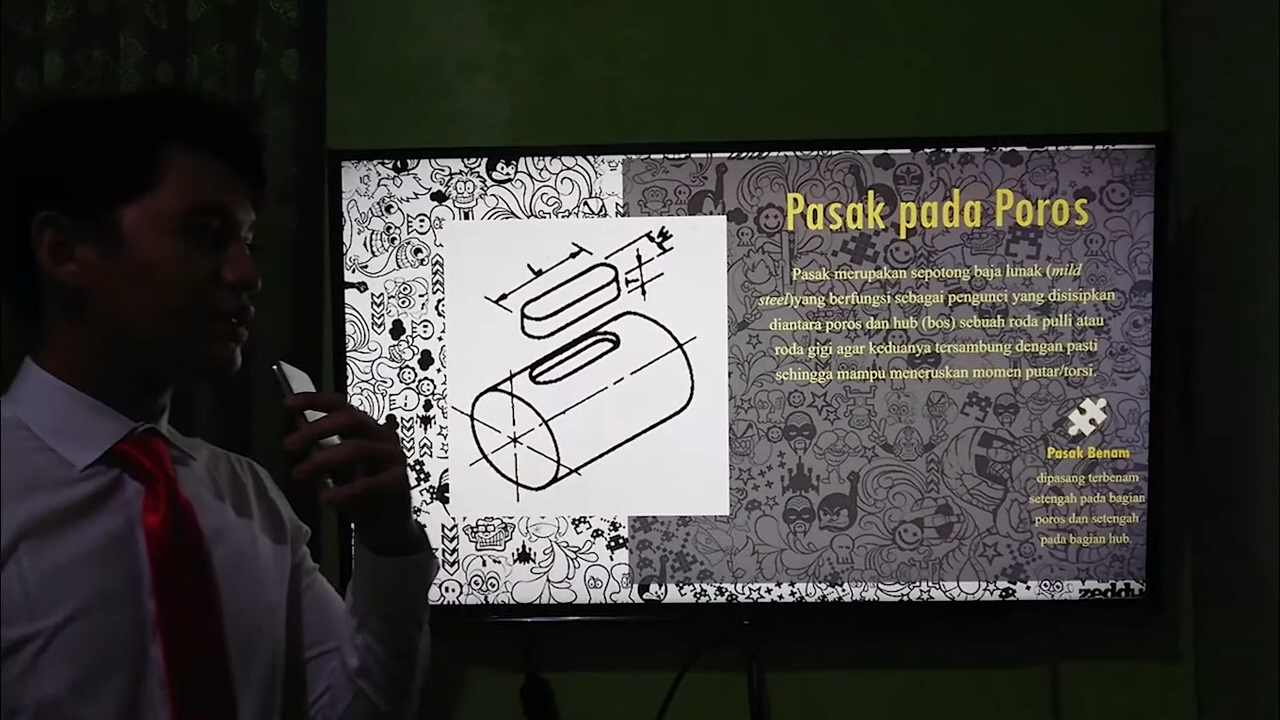 Pasak pada Poros
Pasak merupakan sepotong baja lunak (mild
steel)yang berfungsi sebagai pengunci yang disisipkan
diantara poros dan hub (bos) sebuah roda pulli atau
roda gigi agar keduanya tersambung dengan pasti
sehingga mampu meneruskan momen putar/torsi.
Pasak Benam
dipasang terbenam
setengah pada bagian
poros dan setengah
pada bagian hub.
zeddy